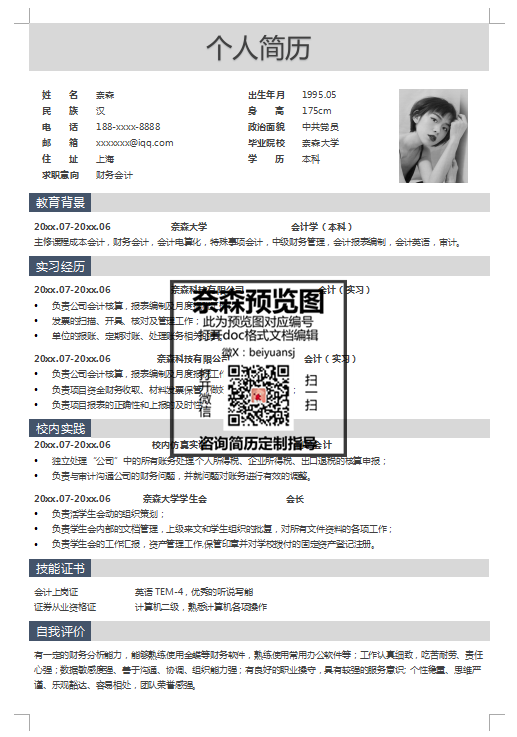 个人简历
姓 名 奈森 出生年月 1995.05
民 族 汉 身 高 175cm
电 话 188-xxxx-8888 政治面貌 中共党员
邮 箱 xxxxxxx@iqq.com 毕业院校 奈森大学
住 址 上海 学 历 本科
求职意向 财务会计
教育背景
20xx.07-20xx.06 奈森大学 会计学（本科）
主修课程成本会计，财务会计，会计电算化，特殊事项会计，中级财务管理，会计报表编制，会计英语，审计。
实习经历
20xx.07-20xx.06 奈森科技有限公司 会计（实习）
负责公司会计核算，报表编制及月度
发票的扫描、开具、核对及管理工作；
单位的报账、定期对账、处理账务相关
20xx.07-20xx.06 奈森科技有限公司 会计（实习）
负责公司会计核算，报表编制及月度
负责项目资金财务收取、材料发票保管
负责项目报表的正确性和上报的及时性
奈森预览图
此为预览图对应编号
打开doc格式文档编辑
微X：beiyuansj
打开微信
扫一扫
咨询简历定制指导
校内实践
20xx.07-20xx.06 校内仿真实 会计
独立处理“公司”中的所有账务处理个人所得税、企业所得税、出口退税的核算申报；
负责与审计沟通公司的财务问题，并就问题对账务进行有效的调整。
20xx.07-20xx.06 奈森大学学生会 会长
负责活学生会动的组织策划；
负责学生会内部的文档管理，上级来文和学生组织的批复，对所有文件资料的各项工作；
负责学生会的工作汇报，资产管理工作,保管印章并对学校拨付的固定资产登记注册。
技能证书
会计上岗证 英语 TEM-4，优秀的听说写能
证券从业资格证 计算机二级，熟悉计算机各项操作
自我评价
有一定的财务分析能力，能够熟练使用金蝶等财务软件，熟练使用常用办公软件等；工作认真细致，吃苦耐劳、责任
心强；数据敏感度强、善于沟通、协调、组织能力强；有良好的职业操守，具有较强的服务意识; 个性稳重、思维严
谨、乐观豁达、容易相处，团队荣誉感强。